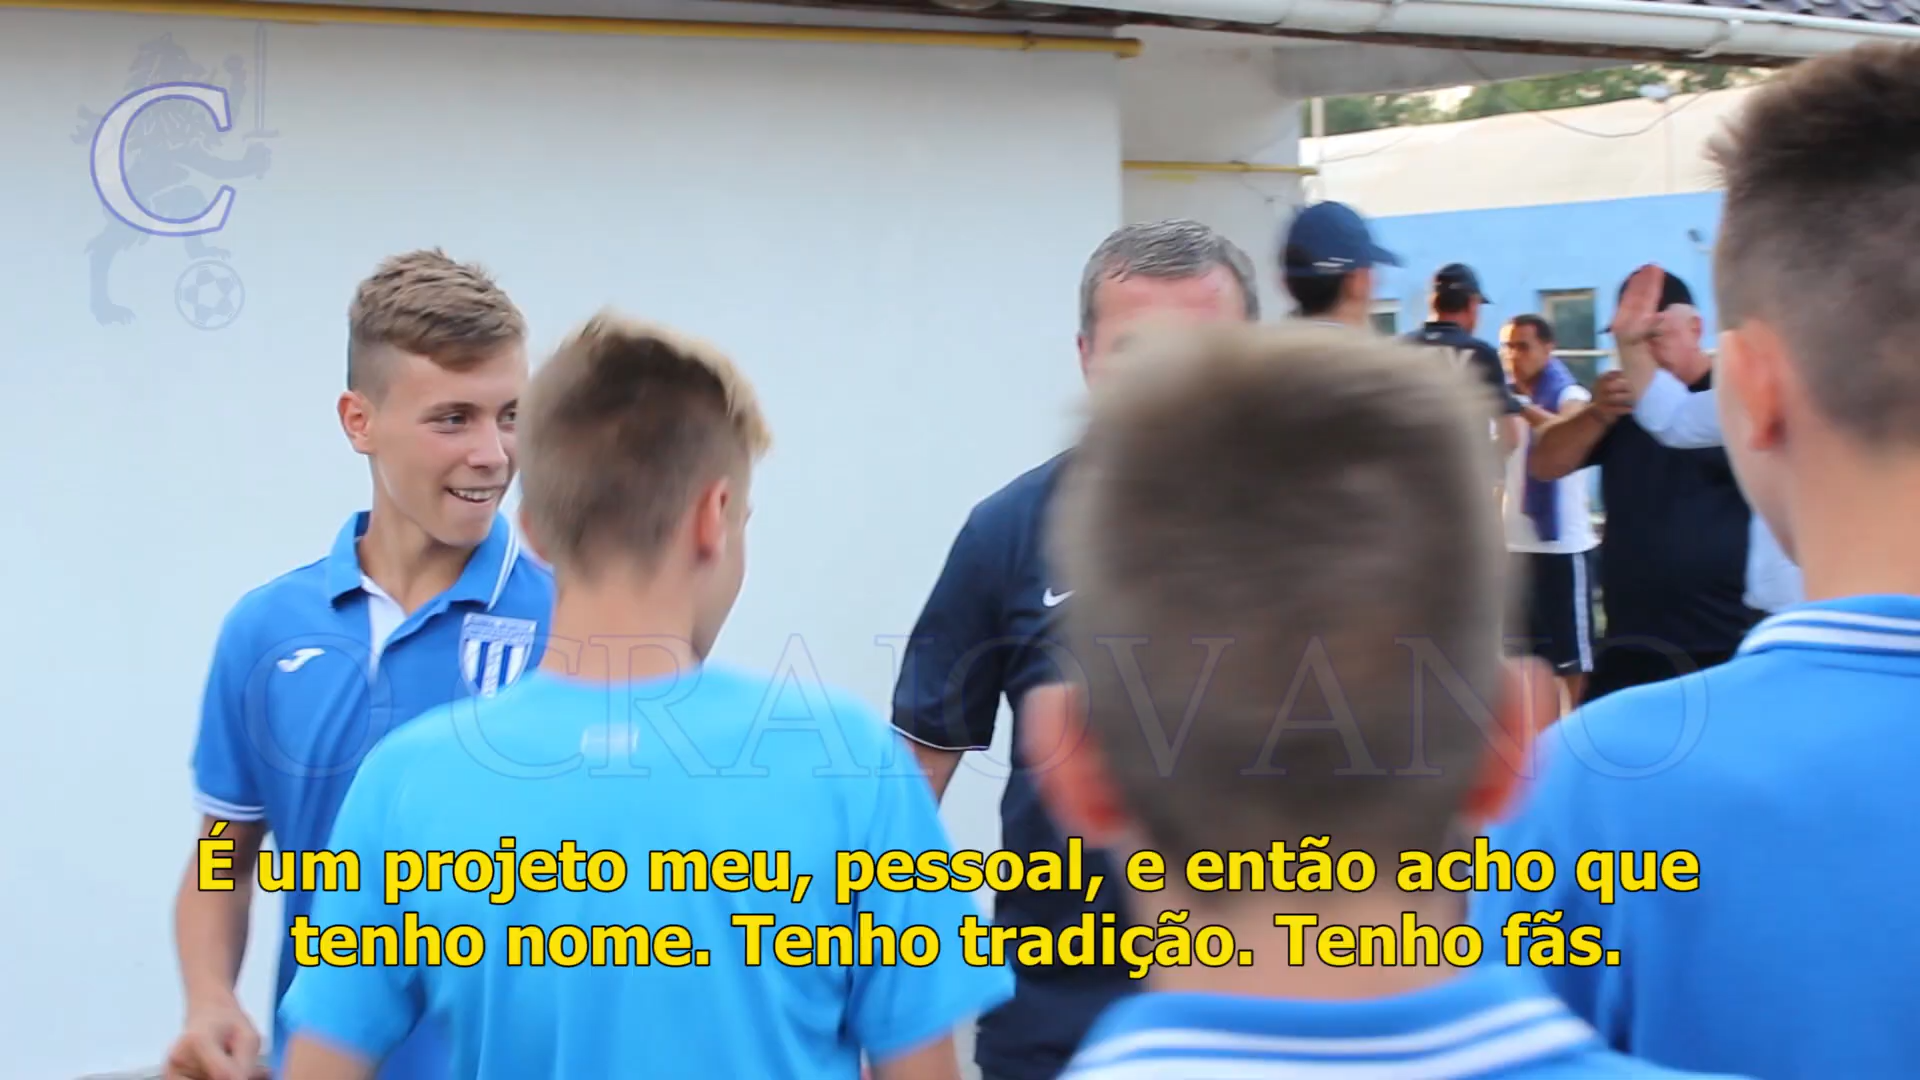 C
O CRAIOVANO
É um projeto meu, pessoal, e então acho que
tenho nome. Tenho tradição. Tenho fãs.